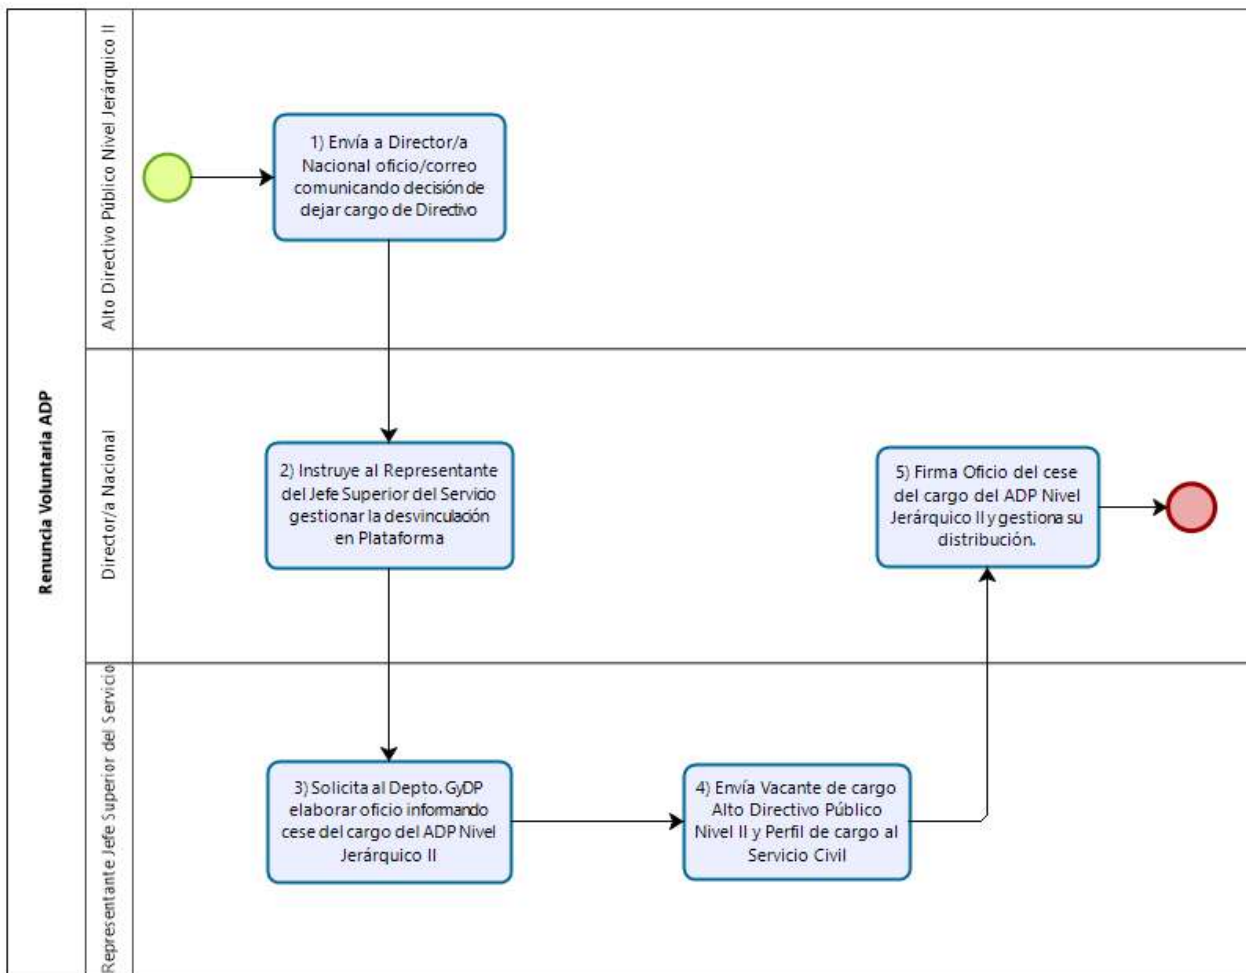 Renuncia Voluntaria ADP
Alto Directivo Público Nivel Jerárquico II
1) Envía a Director/a
Nacional oficio/correo
comunicando decisión de
dejar cargo de Directivo
Director/a Nacional
2) Instruye al Representante
del Jefe Superior del Servicio
gestionar la desvinculación
en Plataforma
5) Firma Oficio del cese
del cargo del ADP Nivel
Jerárquico II y gestiona su
distribución.
Representante Jefe Superior del Servicio
3) Solicita al Depto. GyDP
elaborar oficio informando
cese del cargo del ADP Nivel
Jerárquico II
4) Envía Vacante de cargo
Alto Directivo Público
Nivel II y Perfil de cargo al
Servicio Civil